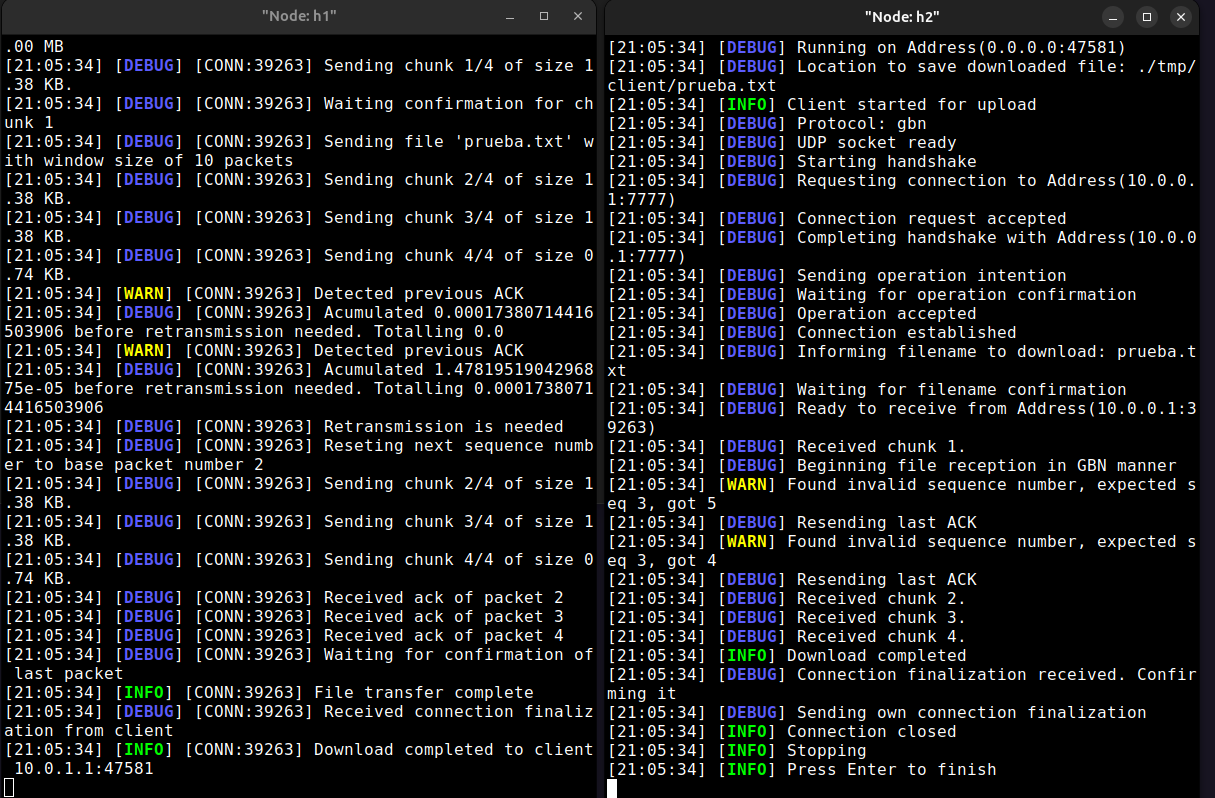 "Node: h1"
.00 MB
[21:05:34] [DEBUG] [CONN:39263] Sending chunk 1/4 of size 1
.38 KB.
[21:05:34] [DEBUG] [CONN:39263] Waiting confirmation for ch
unk 1
[21:05:34] [DEBUG] [CONN:39263] Sending file 'prueba.txt' w
ith window size of 10 packets
[21:05:34] [DEBUG] [CONN:39263] Sending chunk 2/4 of size 1
.38 KB.
[21:05:34] [DEBUG] [CONN:39263] Sending chunk 3/4 of size 1
.38 KB.
[21:05:34] [DEBUG] [CONN:39263] Sending chunk 4/4 of size 0
.74 KB.
[21:05:34] [WARN] [CONN:39263] Detected previous ACK
[21:05:34] [DEBUG] [CONN:39263] Acumulated 0.00017380714416
503906 before retransmission needed. Totalling 0.0
[21:05:34] [WARN] [CONN:39263] Detected previous ACK
[21:05:34] [DEBUG] [CONN:39263] Acumulated 1.47819519042968
75e-05 before retransmission needed. Totalling 0.0001738071
4416503906
[21:05:34] [DEBUG] [CONN:39263] Retransmission is needed
[21:05:34] [DEBUG] [CONN:39263] Reseting next sequence numb
er to base packet number 2
[21:05:34] [DEBUG] [CONN:39263] Sending chunk 2/4 of size 1
.38 KB.
[21:05:34] [DEBUG] [CONN:39263] Sending chunk 3/4 of size 1
.38 KB.
[21:05:34] [DEBUG] [CONN:39263] Sending chunk 4/4 of size 0
.74 KB.
[21:05:34] [DEBUG] [CONN:39263] Received ack of packet 2
[21:05:34] [DEBUG] [CONN:39263] Received ack of packet 3
[21:05:34] [DEBUG] [CONN:39263] Received ack of packet 4
[21:05:34] [DEBUG] [CONN:39263] Waiting for confirmation of
 last packet
[21:05:34] [INFO] [CONN:39263] File transfer complete
[21:05:34] [DEBUG] [CONN:39263] Received connection finaliz
ation from client
[21:05:34] [INFO] [CONN:39263] Download completed to client
 10.0.1.1:47581
"Node: h2"
[21:05:34] [DEBUG] Running on Address(0.0.0.0:47581)
[21:05:34] [DEBUG] Location to save downloaded file: ./tmp/
client/prueba.txt
[21:05:34] [INFO] Client started for upload
[21:05:34] [DEBUG] Protocol: gbn
[21:05:34] [DEBUG] UDP socket ready
[21:05:34] [DEBUG] Starting handshake
[21:05:34] [DEBUG] Requesting connection to Address(10.0.0.
1:7777)
[21:05:34] [DEBUG] Connection request accepted
[21:05:34] [DEBUG] Completing handshake with Address(10.0.0
.1:7777)
[21:05:34] [DEBUG] Sending operation intention
[21:05:34] [DEBUG] Waiting for operation confirmation
[21:05:34] [DEBUG] Operation accepted
[21:05:34] [DEBUG] Connection established
[21:05:34] [DEBUG] Informing filename to download: prueba.t
xt
[21:05:34] [DEBUG] Waiting for filename confirmation
[21:05:34] [DEBUG] Ready to receive from Address(10.0.0.1:3
9263)
[21:05:34] [DEBUG] Received chunk 1.
[21:05:34] [DEBUG] Beginning file reception in GBN manner
[21:05:34] [WARN] Found invalid sequence number, expected s
eq 3, got 5
[21:05:34] [DEBUG] Resending last ACK
[21:05:34] [WARN] Found invalid sequence number, expected s
eq 3, got 4
[21:05:34] [DEBUG] Resending last ACK
[21:05:34] [DEBUG] Received chunk 2.
[21:05:34] [DEBUG] Received chunk 3.
[21:05:34] [DEBUG] Received chunk 4.
[21:05:34] [INFO] Download completed
[21:05:34] [DEBUG] Connection finalization received. Confir
ming it
[21:05:34] [DEBUG] Sending own connection finalization
[21:05:34] [INFO] Connection closed
[21:05:34] [INFO] Stopping
[21:05:34] [INFO] Press Enter to finish